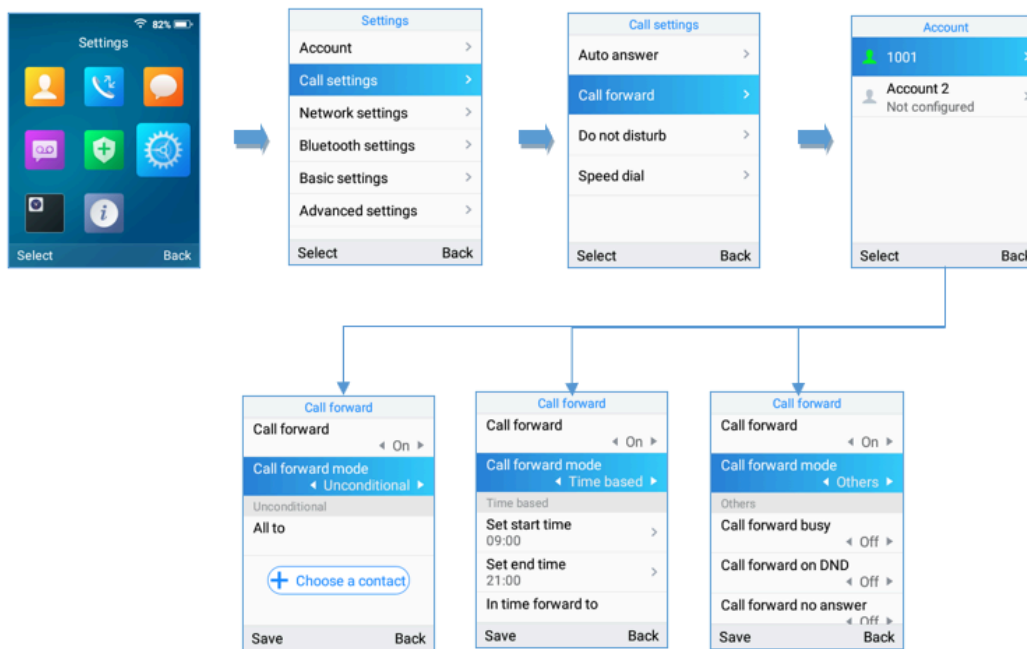 82%
Settings
Select Back
Settings
Account
Call settings
Network settings
Bluetooth settings
Basic settings
Advanced settings
Select Back
Call settings
Auto answer
Call forward
Do not disturb
Speed dial
Select Back
Account
1001
Account 2
Not configured
Select Back
Call forward
Call forward
On
Call forward mode
Unconditional
Unconditional
All to
Choose a contact
Save Back
Call forward
Call forward
On
Call forward mode
Time based
Time based
Set start time
09:00
Set end time
21:00
In time forward to
Save Back
Call forward
Call forward
On
Call forward mode
Others
Others
Call forward busy
Off
Call forward on DND
Off
Call forward no answer
Off
Save Back